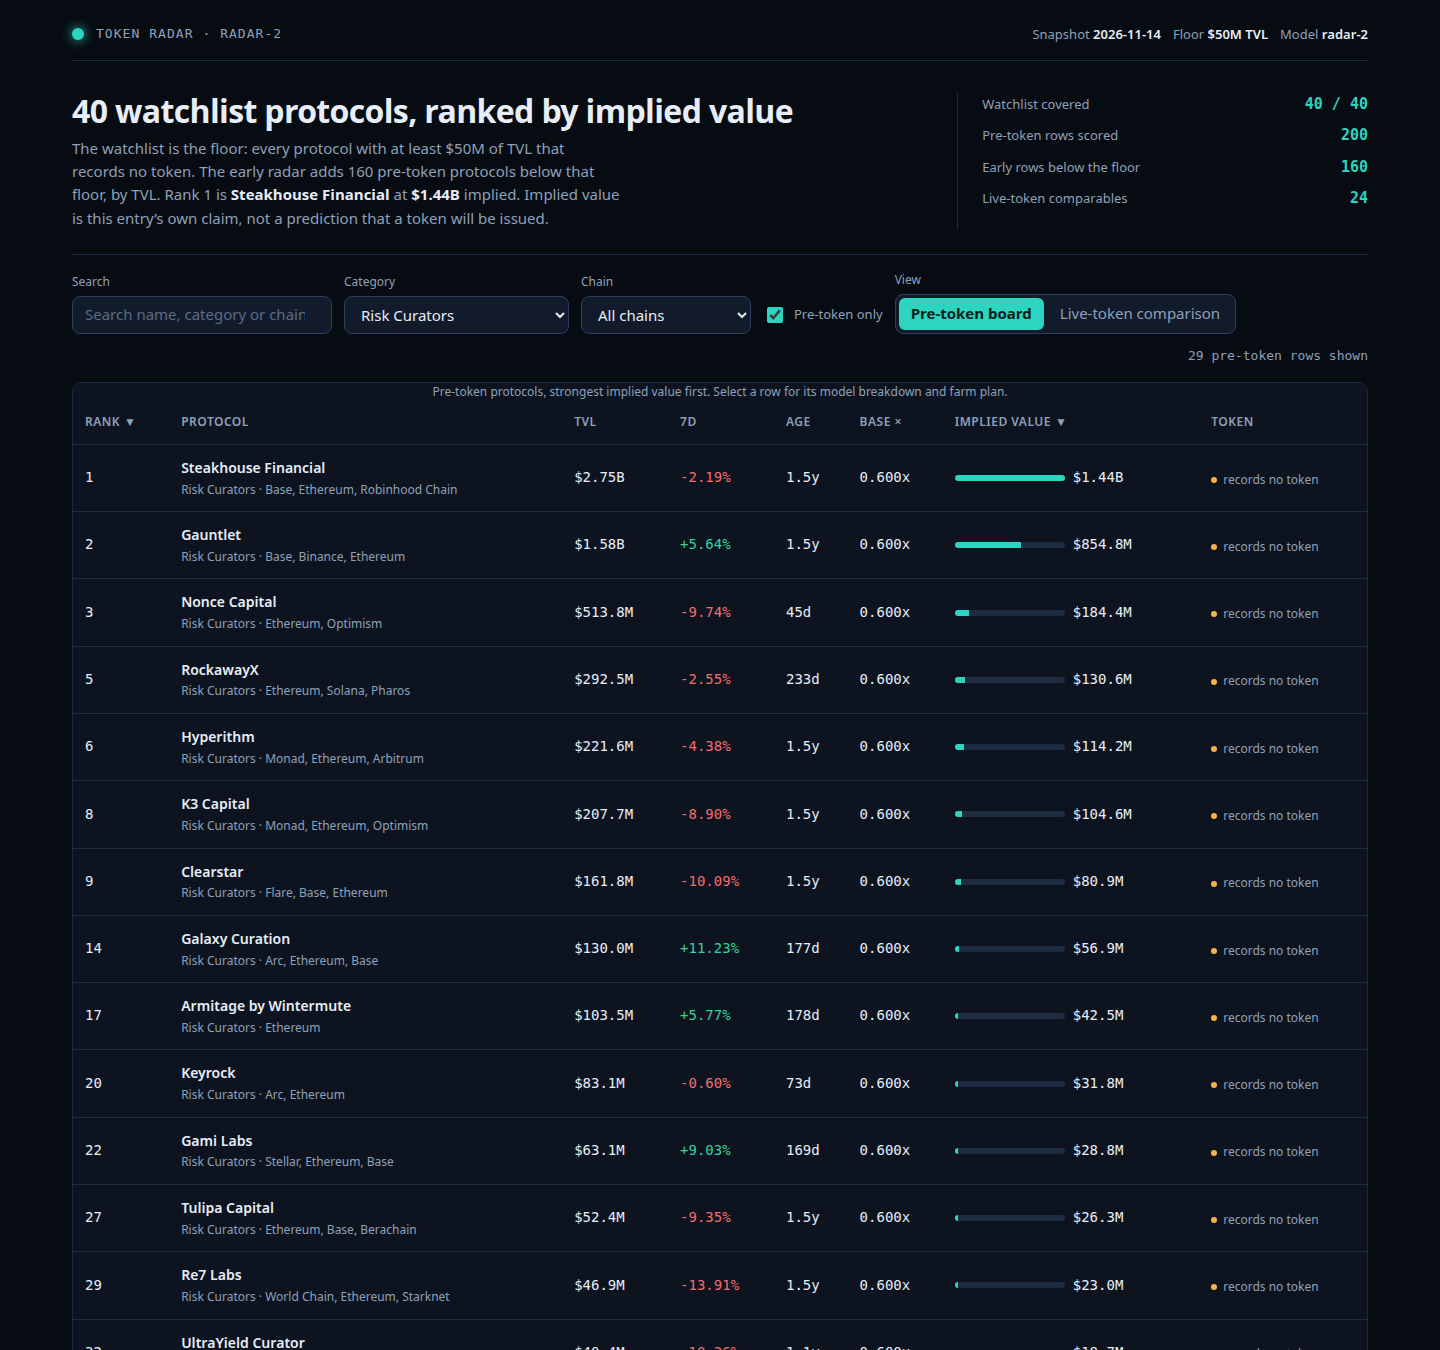 TOKEN RADAR · RADAR-2
Snapshot 2026-11-14 Floor $50M TVL Model radar-2
40 watchlist protocols, ranked by implied value
The watchlist is the floor: every protocol with at least $50M of TVL that
records no token. The early radar adds 160 pre-token protocols below that
floor, by TVL. Rank 1 is Steakhouse Financial at $1.44B implied. Implied value
is this entry's own claim, not a prediction that a token will be issued.
Watchlist covered 40 / 40
Pre-token rows scored 200
Early rows below the floor 160
Live-token comparables 24
Search
Category
Chain
View
Search name, category or chain
Risk Curators
All chains
Pre-token only
Pre-token board
Live-token comparison
29 pre-token rows shown
Pre-token protocols, strongest implied value first. Select a row for its model breakdown and farm plan.
RANK ▼ PROTOCOL TVL 7D AGE BASE × IMPLIED VALUE ▼ TOKEN
1 Steakhouse Financial $2.75B -2.19% 1.5y 0.600x $1.44B records no token
Risk Curators · Base, Ethereum, Robinhood Chain
2 Gauntlet $1.58B +5.64% 1.5y 0.600x $854.8M records no token
Risk Curators · Base, Binance, Ethereum
3 Nonce Capital $513.8M -9.74% 45d 0.600x $184.4M records no token
Risk Curators · Ethereum, Optimism
5 RockawayX $292.5M -2.55% 233d 0.600x $130.6M records no token
Risk Curators · Ethereum, Solana, Pharos
6 Hyperithm $221.6M -4.38% 1.5y 0.600x $114.2M records no token
Risk Curators · Monad, Ethereum, Arbitrum
8 K3 Capital $207.7M -8.90% 1.5y 0.600x $104.6M records no token
Risk Curators · Monad, Ethereum, Optimism
9 Clearstar $161.8M -10.09% 1.5y 0.600x $80.9M records no token
Risk Curators · Flare, Base, Ethereum
14 Galaxy Curation $130.0M +11.23% 177d 0.600x $56.9M records no token
Risk Curators · Arc, Ethereum, Base
17 Armitage by Wintermute $103.5M +5.77% 178d 0.600x $42.5M records no token
Risk Curators · Ethereum
20 Keyrock $83.1M -0.60% 73d 0.600x $31.8M records no token
Risk Curators · Arc, Ethereum
22 Gami Labs $63.1M +9.03% 169d 0.600x $28.8M records no token
Risk Curators · Stellar, Ethereum, Base
27 Tulipa Capital $52.4M -9.35% 1.5y 0.600x $26.3M records no token
Risk Curators · Ethereum, Base, Berachain
29 Re7 Labs $46.9M -13.91% 1.5y 0.600x $23.0M records no token
Risk Curators · World Chain, Ethereum, Starknet
UltraYield Curator